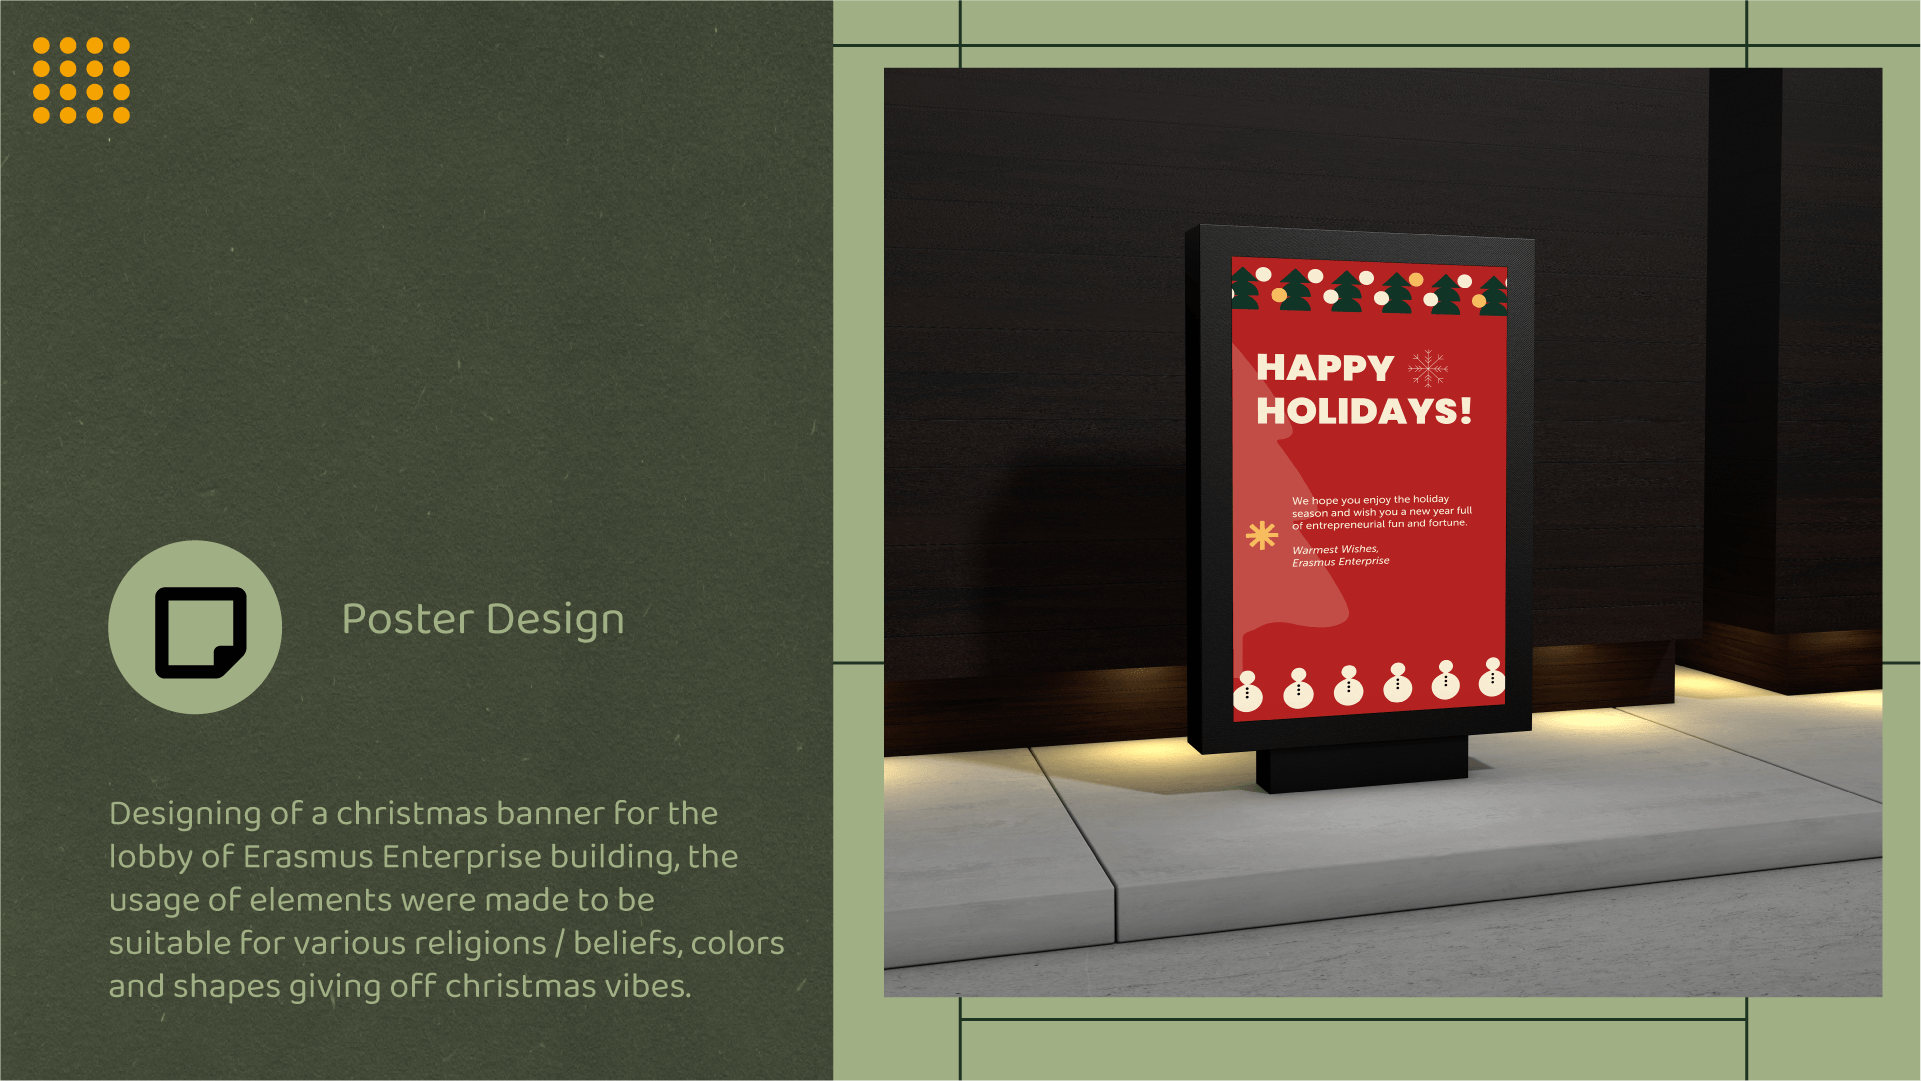 Poster Design
Designing of a christmas banner for the
lobby of Erasmus Enterprise building, the
usage of elements were made to be
suitable for various religions / beliefs, colors
and shapes giving off christmas vibes.
HAPPY
HOLIDAYS!
We hope you enjoy the holiday
season and wish you a new year full
of entrepreneurial fun and fortune.
Warmest Wishes,
Erasmus Enterprise